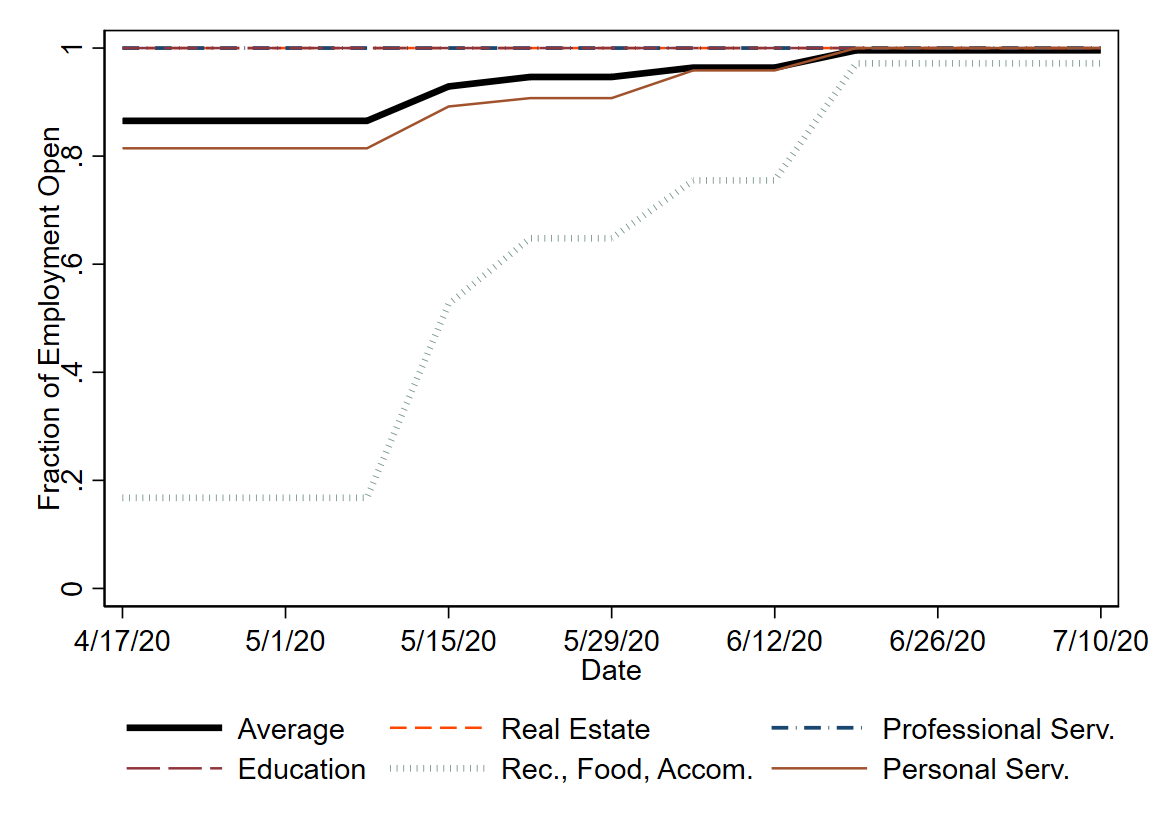 Fraction of Employment Open
1
.8
.6
.4
.2
0
4/17/20 5/1/20 5/15/20 5/29/20 6/12/20 6/26/20 7/10/20
Date
Average Real Estate Professional Serv.
Education Rec., Food, Accom. Personal Serv.